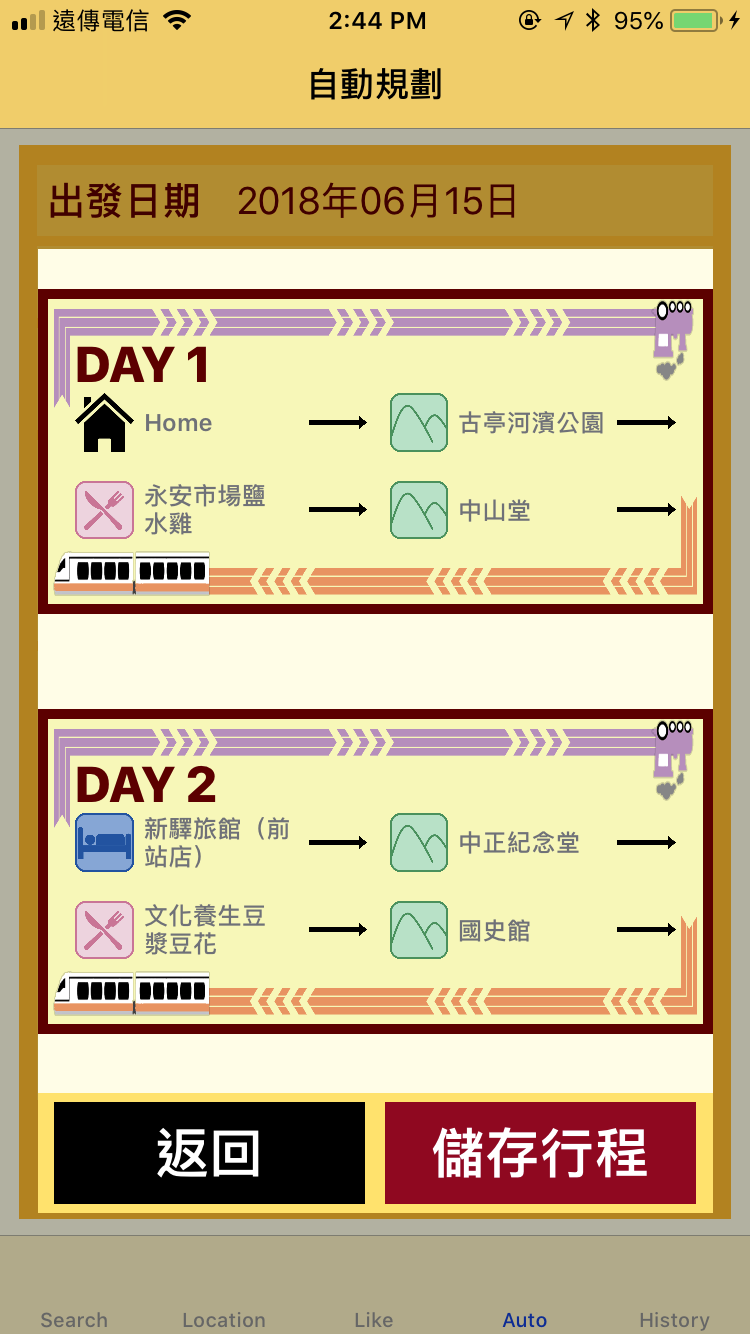 遠傳電信 2:44 PM 95%
自動規劃
出發日期 2018年06月15日
DAY 1
Home
古亭河濱公園
永安市場鹽
水雞
中山堂
DAY 2
新驛旅館（前
站店）
中正紀念堂
文化養生豆
漿豆花
國史館
返回 儲存行程
Search Location Like Auto History